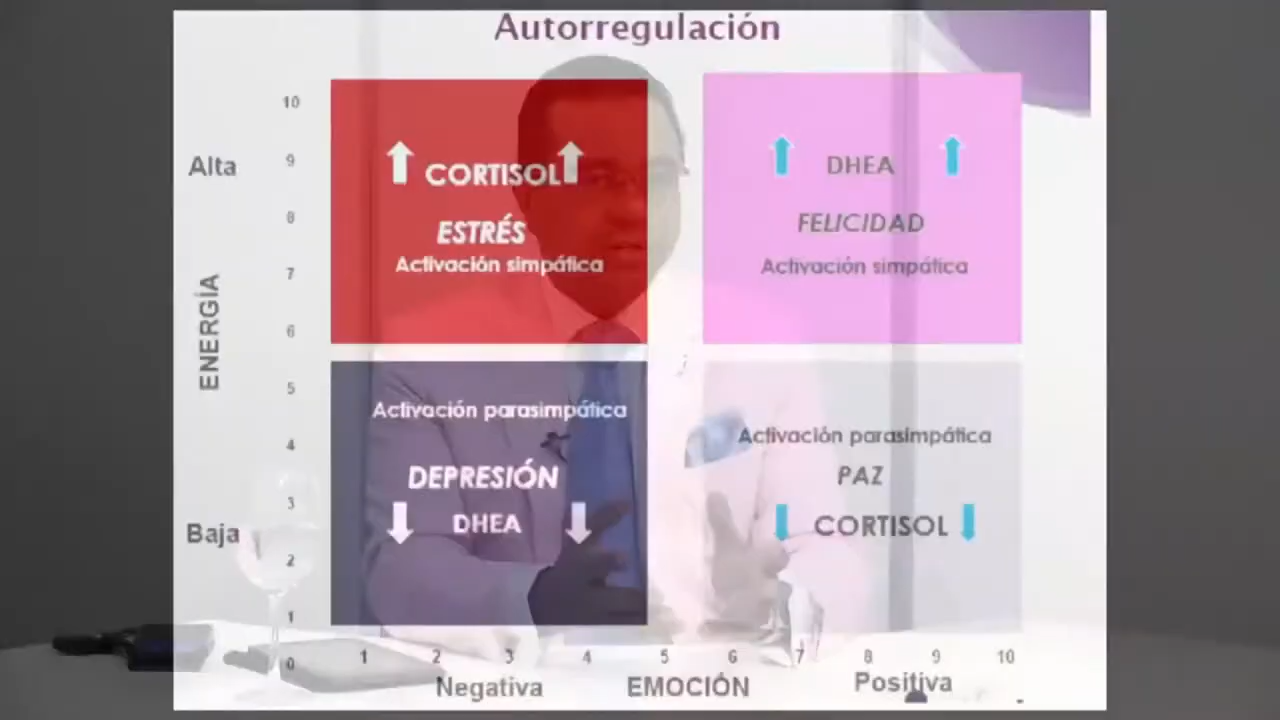 Autorregulación
10
Alta
9
8
7
6
5
4
3
Baja
2
1
0
ENERGÍA
CORTISOL
ESTRÉS
Activación simpática
DHEA
FELICIDAD
Activación simpática
Activación parasimpática
DEPRESIÓN
DHEA
Activación parasimpática
PAZ
CORTISOL
1 2 3 4 5 6 7 8 9 10
Negativa EMOCIÓN Positiva